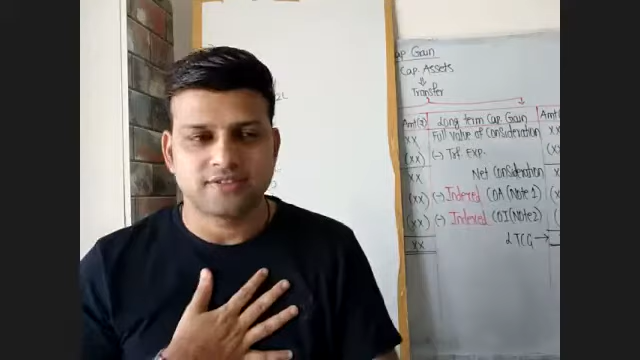 ap Gain
Cap. Assets
Transfer
Amt(₹) Long term Cap Gain Amt(
XX Full value of Consideration
(XX) (-) Trf Exp.
XX Net Consideration
(XX) (-) Indexed COA (Note 1)
(XX) (-) Indexed COI (Note 2)
XX LTCG